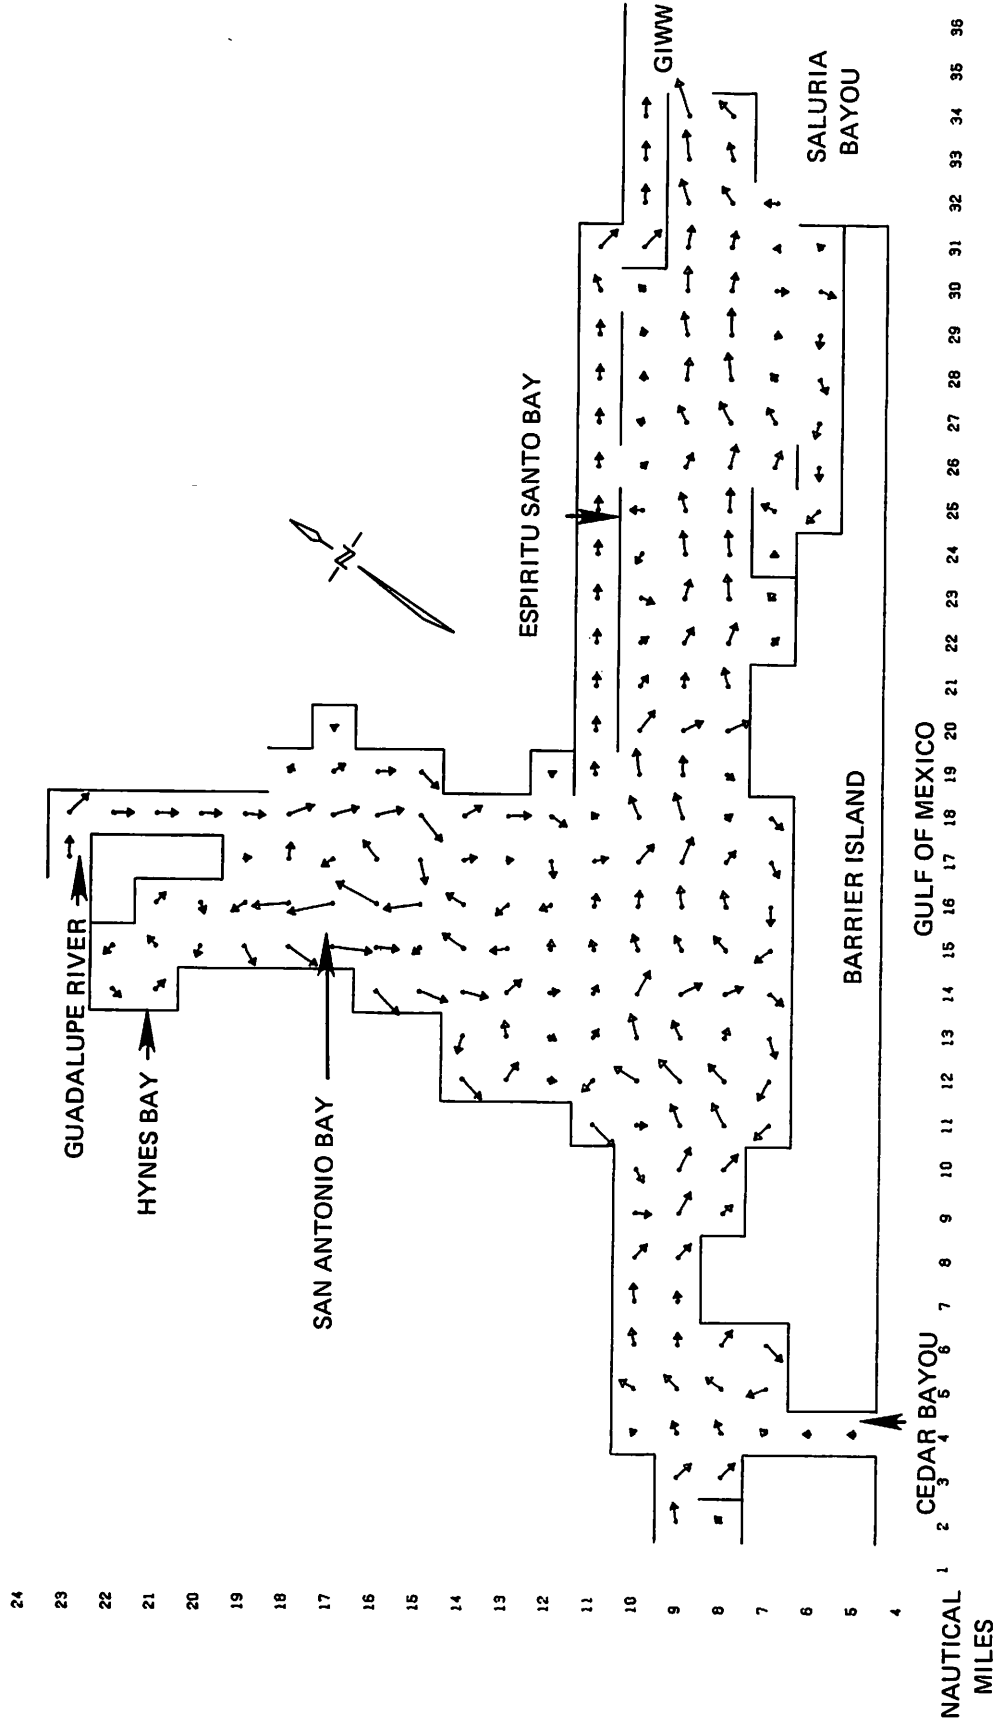 24
23
22
21
20
19
18
17
16
15
14
13
12
11
10
9
8
7
6
5
4
GUADALUPE RIVER
HYNES BAY
SAN ANTONIO BAY
ESPIRITU SANTO BAY
N
GIWW
SALURIA
BAYOU
BARRIER ISLAND
CEDAR BAYOU
GULF OF MEXICO
NAUTICAL
MILES
1 2 3 4 5 6 7 8 9 10 11 12 13 14 15 16 17 18 19 20 21 22 23 24 25 26 27 28 29 30 31 32 33 34 35 36